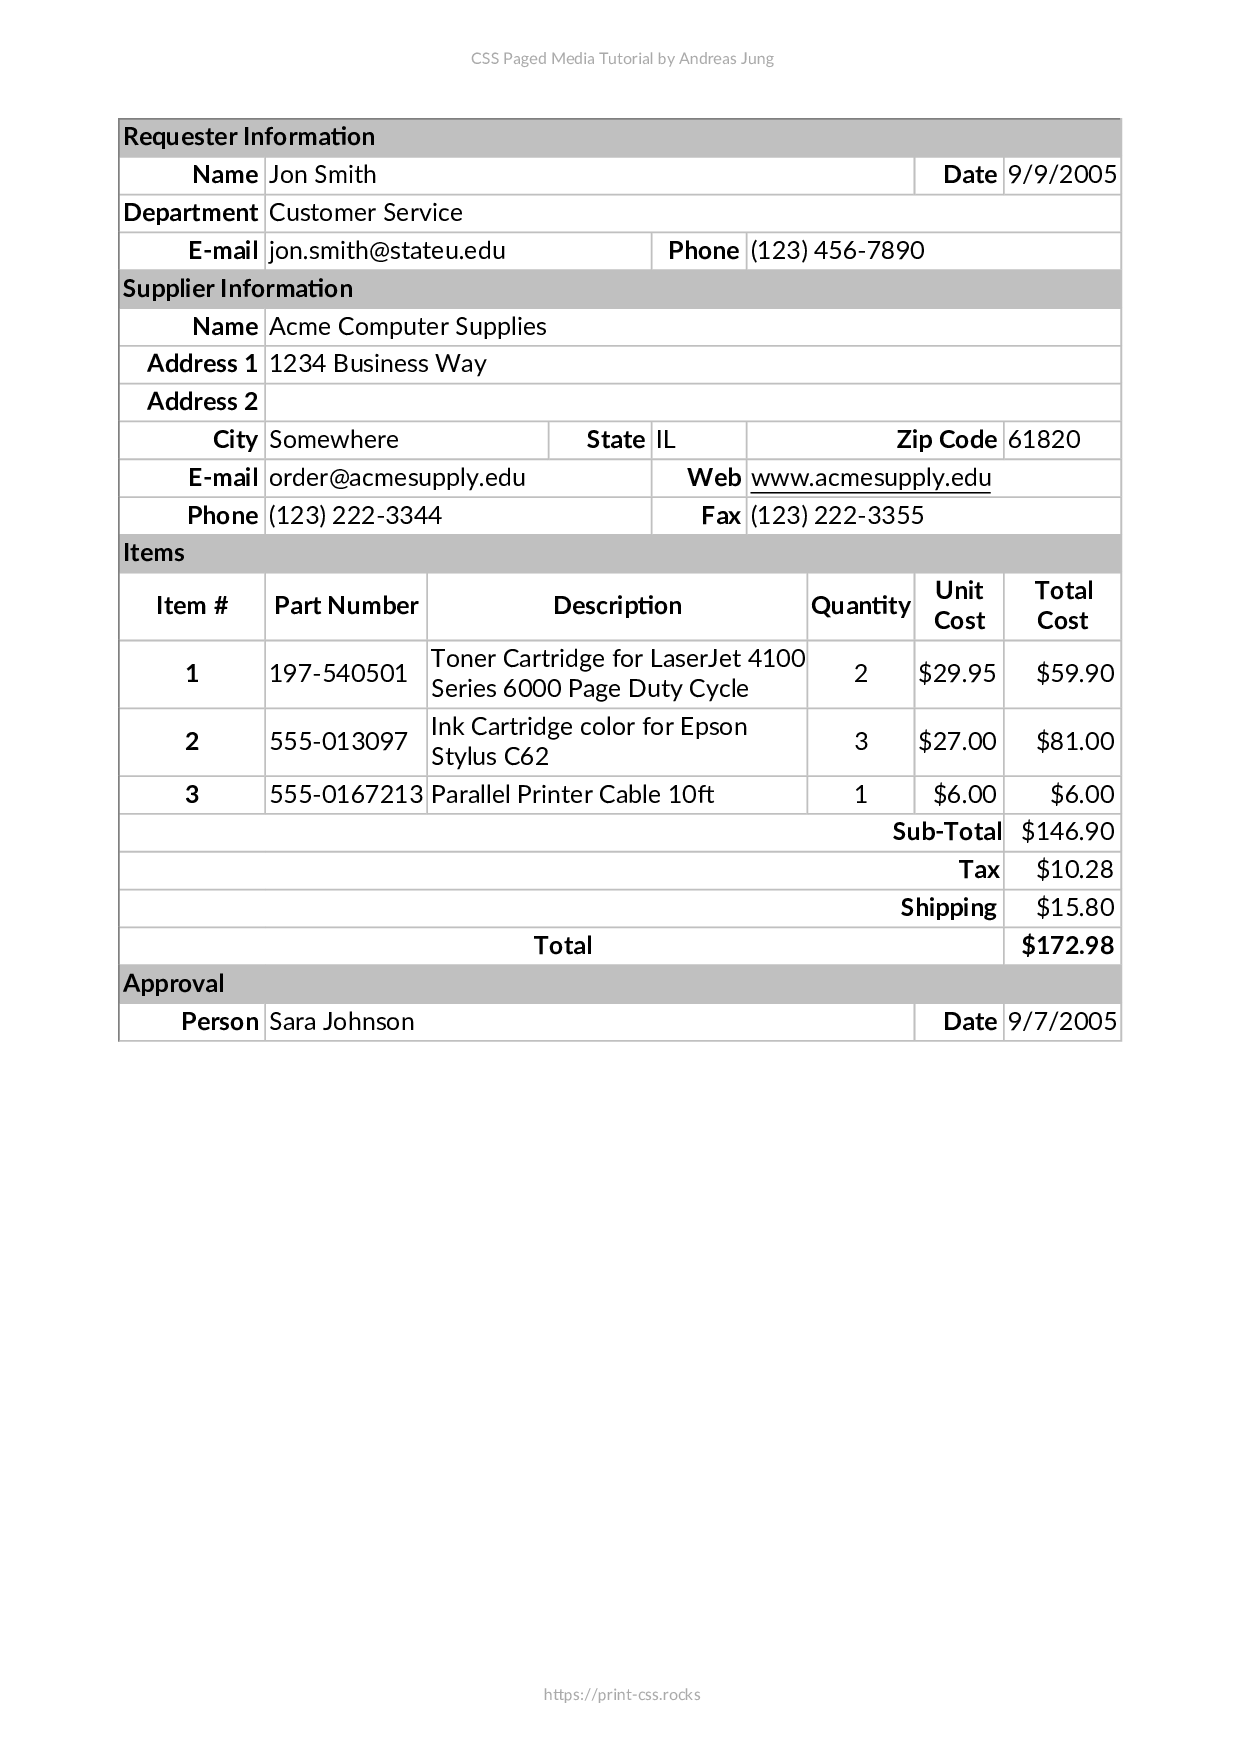 CSS Paged Media Tutorial by Andreas Jung
Requester Information
Name Jon Smith Date 9/9/2005
Department Customer Service
E-mail jon.smith@stateu.edu Phone (123) 456-7890
Supplier Information
Name Acme Computer Supplies
Address 1 1234 Business Way
Address 2
City Somewhere State IL Zip Code 61820
E-mail order@acmesupply.edu Web www.acmesupply.edu
Phone (123) 222-3344 Fax (123) 222-3355
Items
Item # Part Number Description Quantity Unit Cost Total Cost
1 197-540501 Toner Cartridge for LaserJet 4100 Series 6000 Page Duty Cycle 2 $29.95 $59.90
2 555-013097 Ink Cartridge color for Epson Stylus C62 3 $27.00 $81.00
3 555-0167213 Parallel Printer Cable 10ft 1 $6.00 $6.00
Sub-Total $146.90
Tax $10.28
Shipping $15.80
Total $172.98
Approval
Person Sara Johnson Date 9/7/2005
https://print-css.rocks